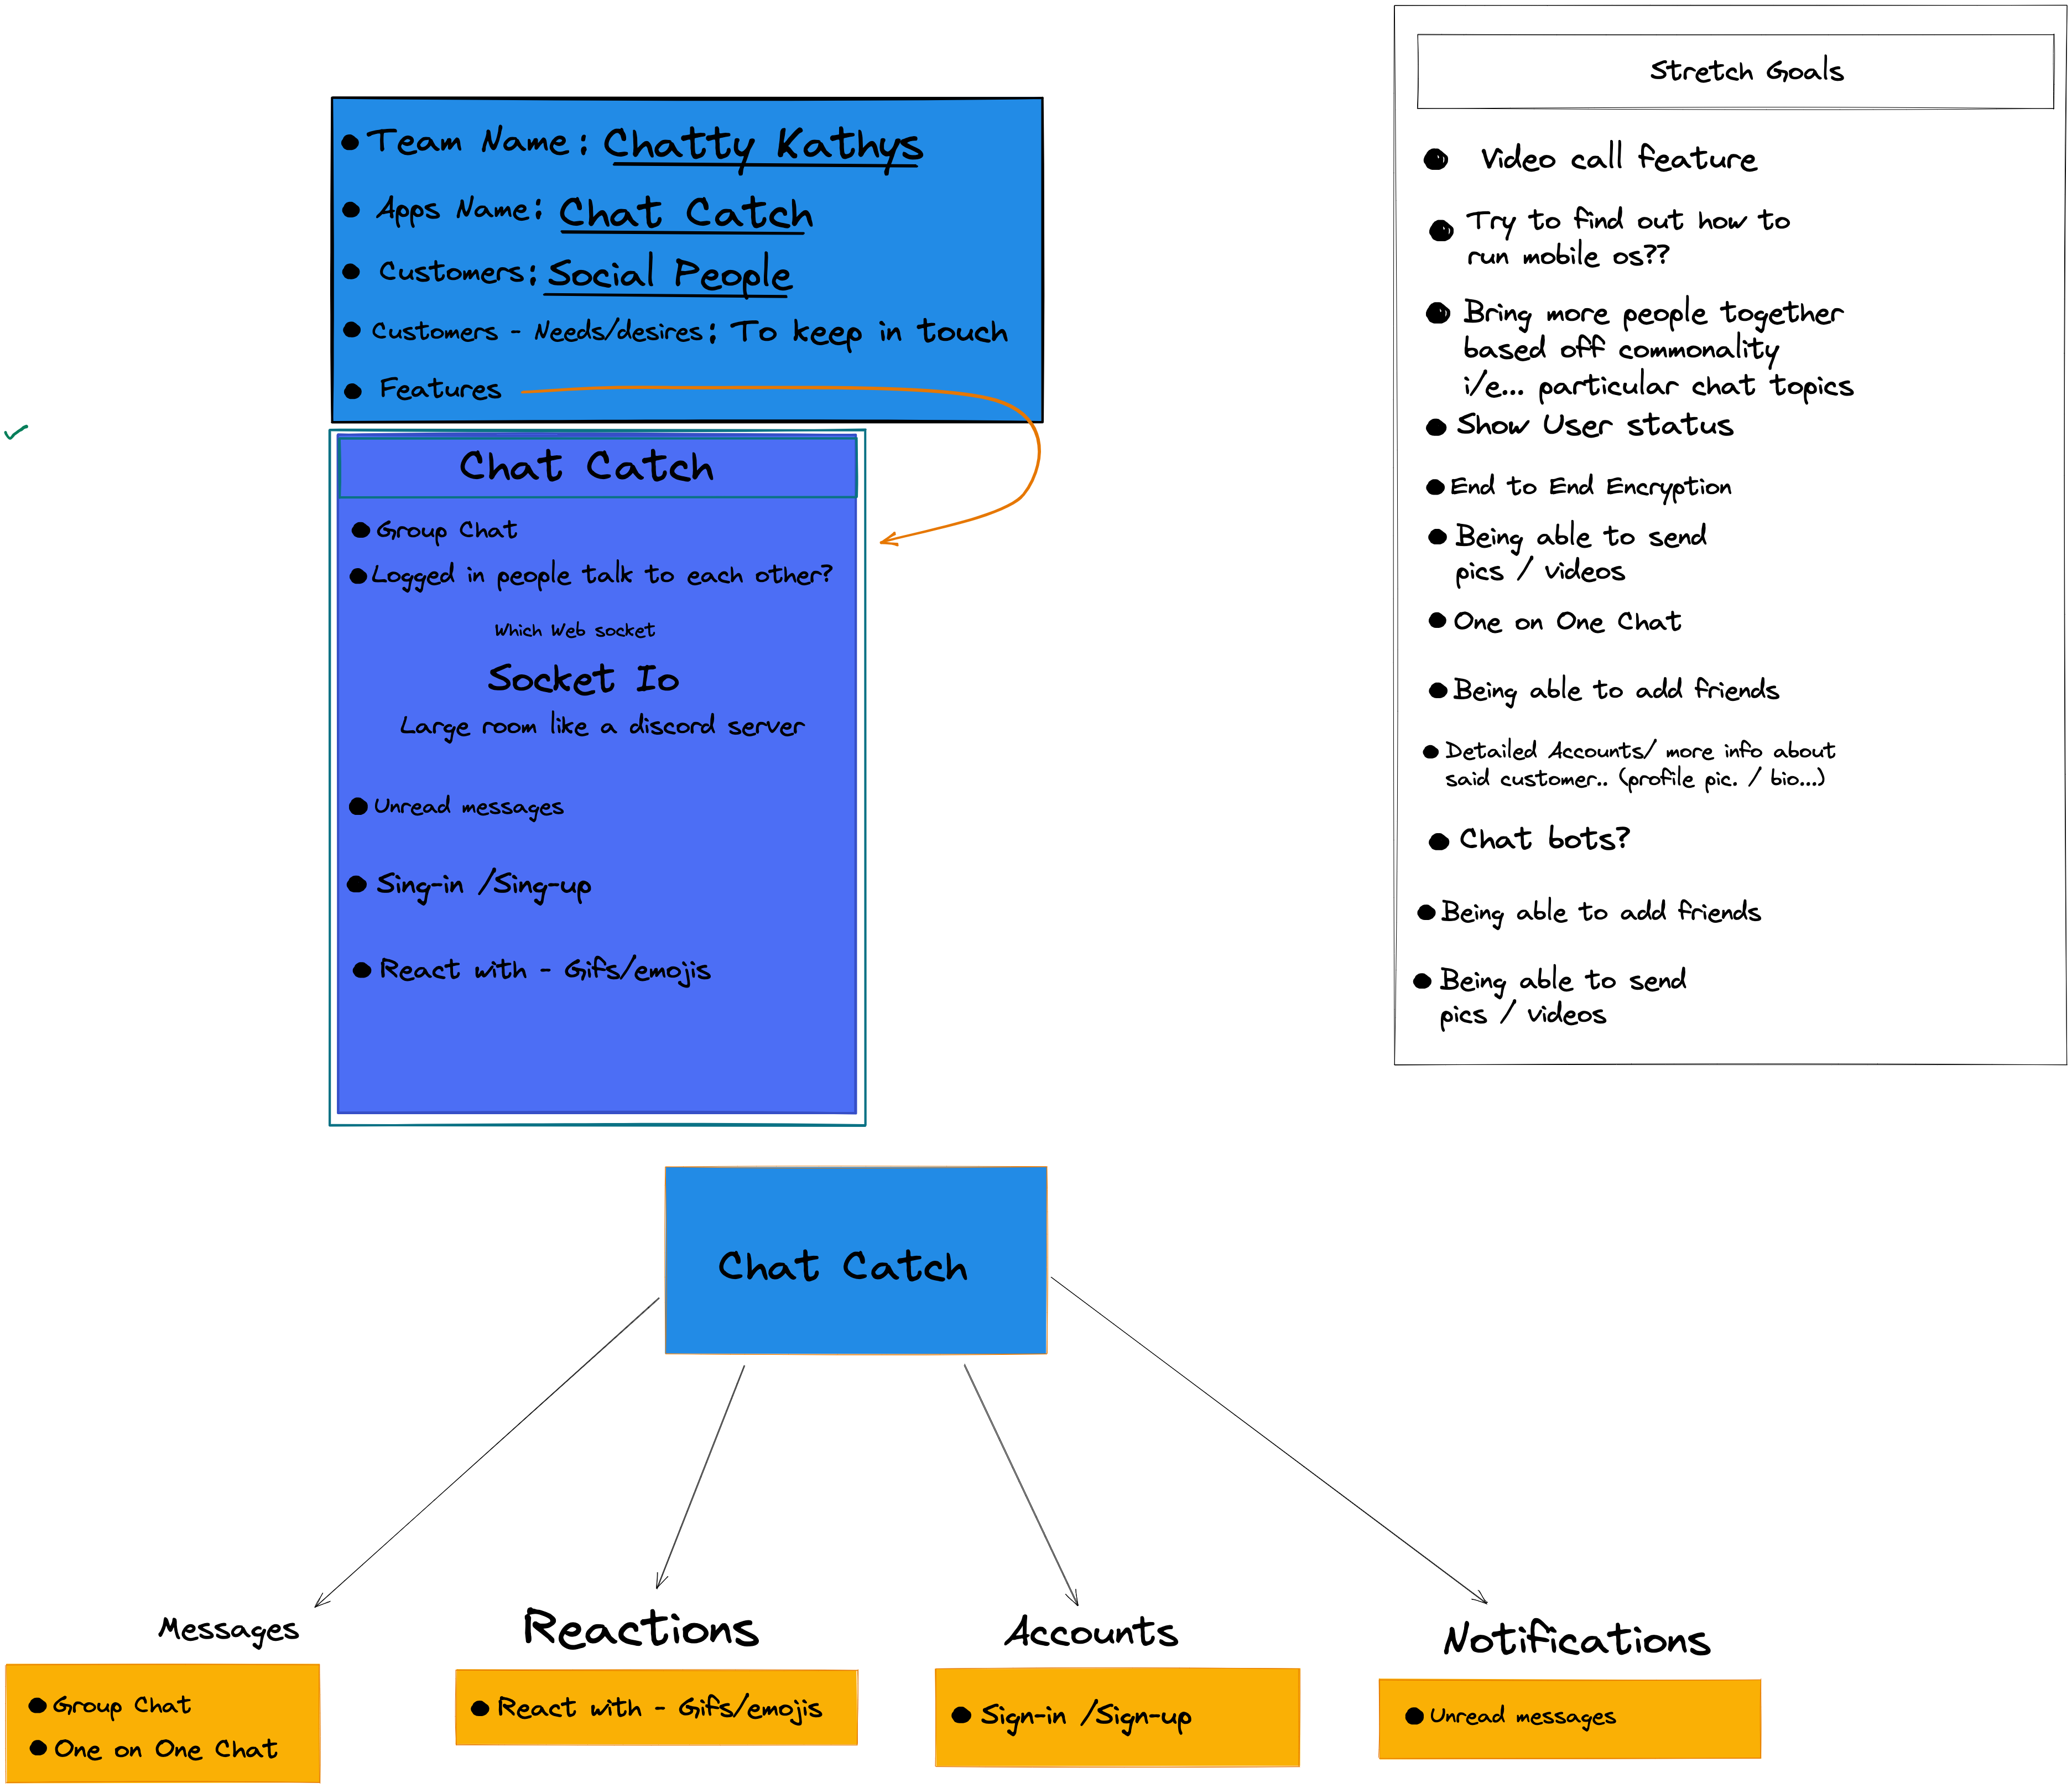 Team Name: Chatty Kathys
Apps Name: Chat Catch
Customers: Social People
Customers - Needs/desires: To keep in touch
Features
Chat Catch
Group Chat
Logged in people talk to each other?
Which Web socket
Socket Io
Large room like a discord server
Unread messages
Sing-in /Sing-up
React with - Gifs/emojis
Stretch Goals
Video call feature
Try to find out how to
run mobile os??
Bring more people together
based off commonality
i/e... particular chat topics
Show User status
End to End Encryption
Being able to send
pics / videos
One on One Chat
Being able to add friends
Detailed Accounts/ more info about
said customer.. (profile pic. / bio...)
Chat bots?
Being able to add friends
Being able to send
pics / videos
Chat Catch
Messages
Group Chat
One on One Chat
Reactions
React with - Gifs/emojis
Accounts
Sign-in /Sign-up
Notifications
Unread messages